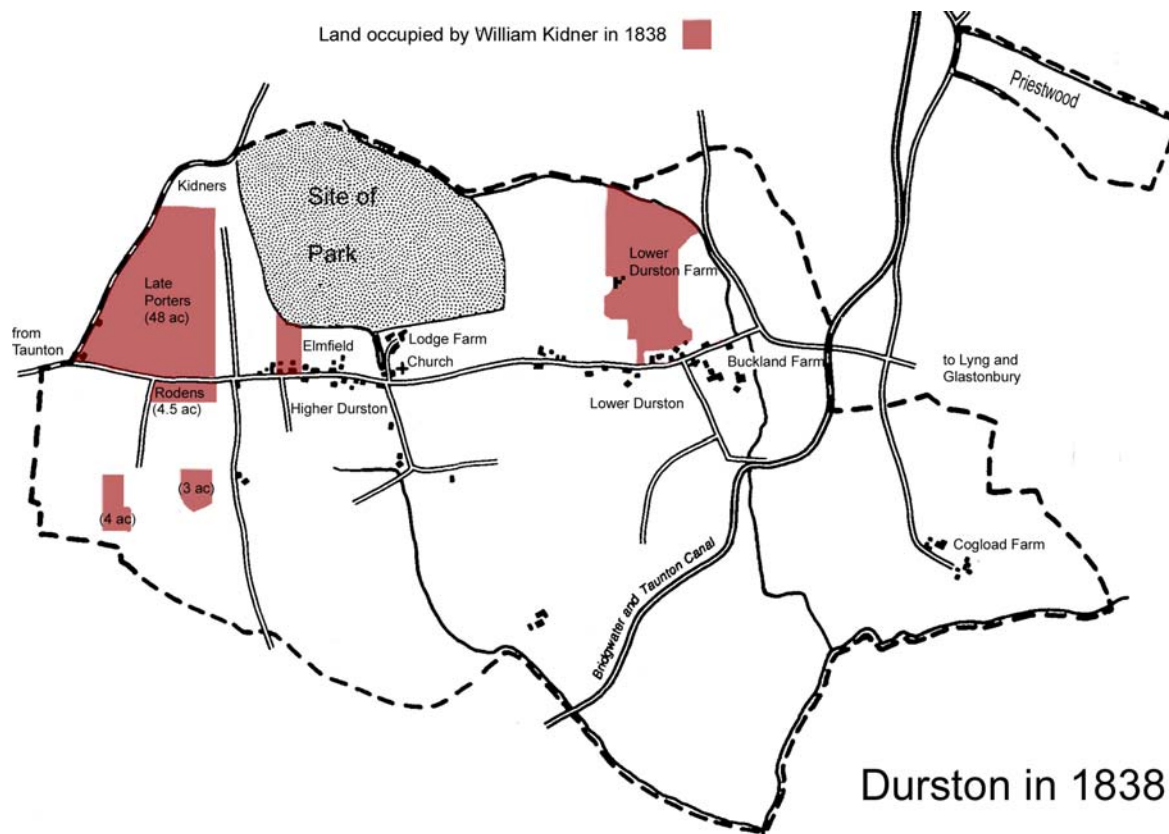 Land occupied by William Kidner in 1838
Priestwood
Kidners
Site of
Park
Late
Porters
(48 ac)
Lower
Durston Farm
from
Taunton
Elmfield
Lodge Farm
Church
Buckland Farm
to Lyng and
Glastonbury
Rodens
(4.5 ac)
Higher Durston
Lower Durston
(3 ac)
(4 ac)
Cogload Farm
Bridgwater and Taunton Canal
Durston in 1838